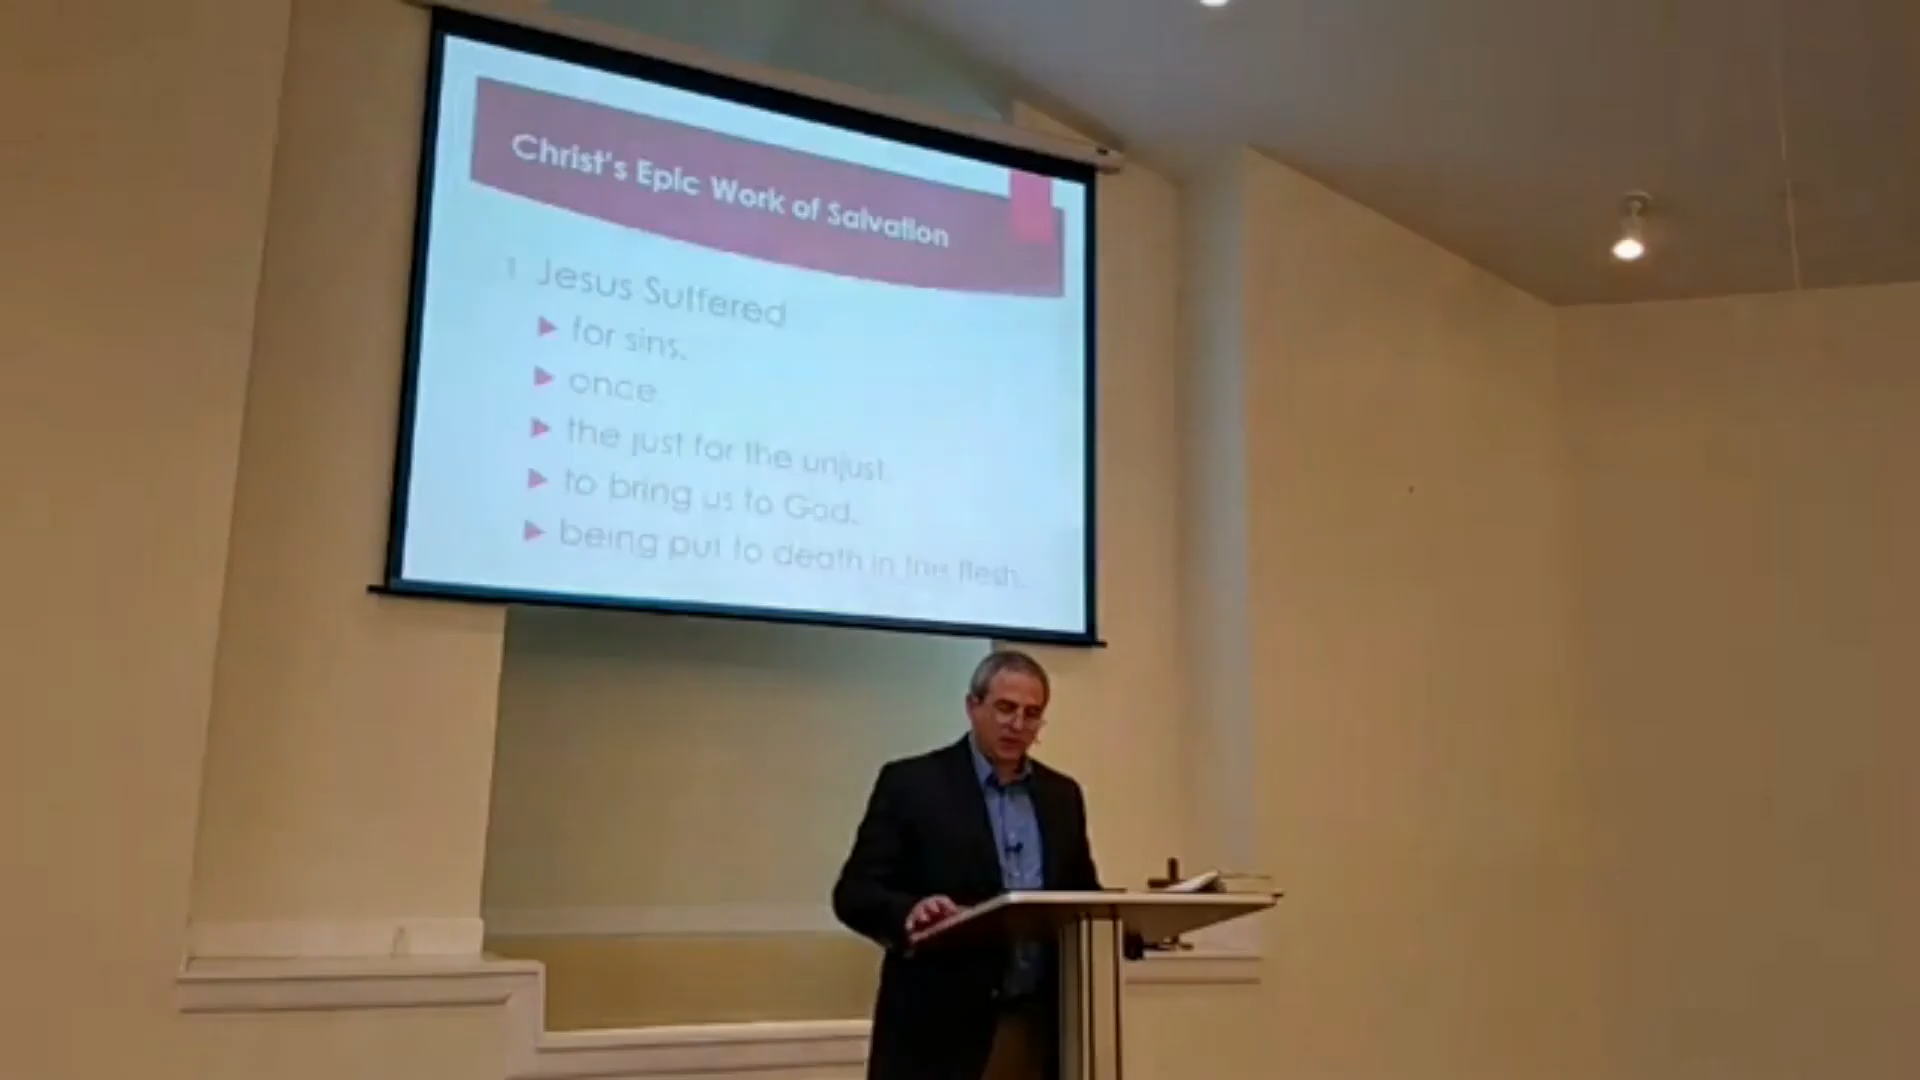 Christ's Epic Work of Salvation
1 Jesus Suffered
for sins.
once.
the just for the unjust.
to bring us to God.
being put to death in the flesh.